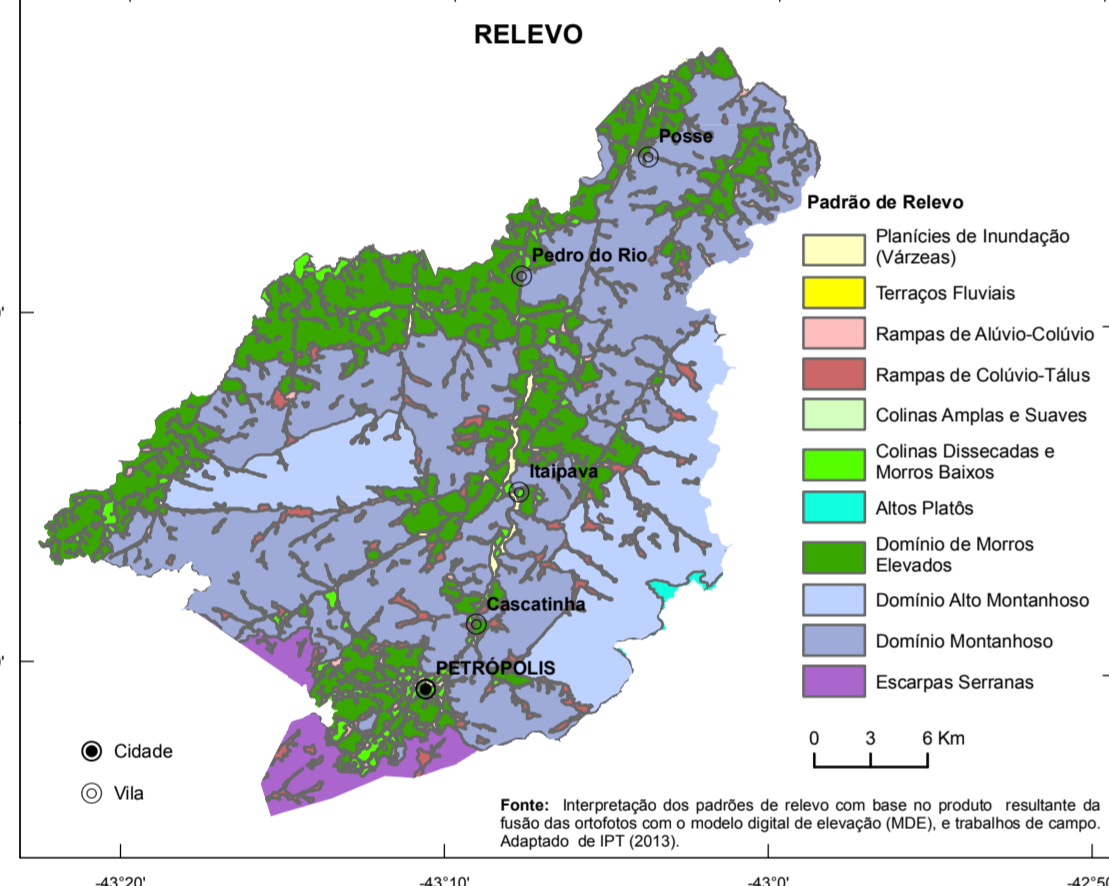 RELEVO
Posse
Pedro do Rio
Itaipava
Cascatinha
PETRÓPOLIS
Padrão de Relevo
Planícies de Inundação
(Várzeas)
Terraços Fluviais
Rampas de Alúvio-Colúvio
Rampas de Colúvio-Tálus
Colinas Amplas e Suaves
Colinas Dissecadas e
Morros Baixos
Altos Platôs
Domínio de Morros
Elevados
Domínio Alto Montanhoso
Domínio Montanhoso
Escarpas Serranas
0 3 6 Km
Cidade
Vila
Fonte: Interpretação dos padrões de relevo com base no produto resultante da
fusão das ortofotos com o modelo digital de elevação (MDE), e trabalhos de campo.
Adaptado de IPT (2013).
-43°20' -43°10' -43°0'